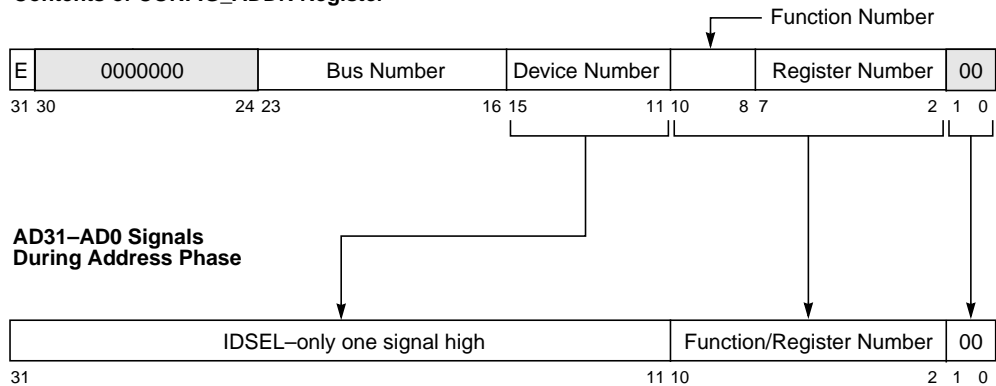 Contents of CONFIG_ADDR Register
Function Number
E 0000000 Bus Number Device Number Register Number 00
31 30 24 23 16 15 11 10 8 7 2 1 0
AD31–AD0 Signals
During Address Phase
IDSEL–only one signal high Function/Register Number 00
31 11 10 2 1 0